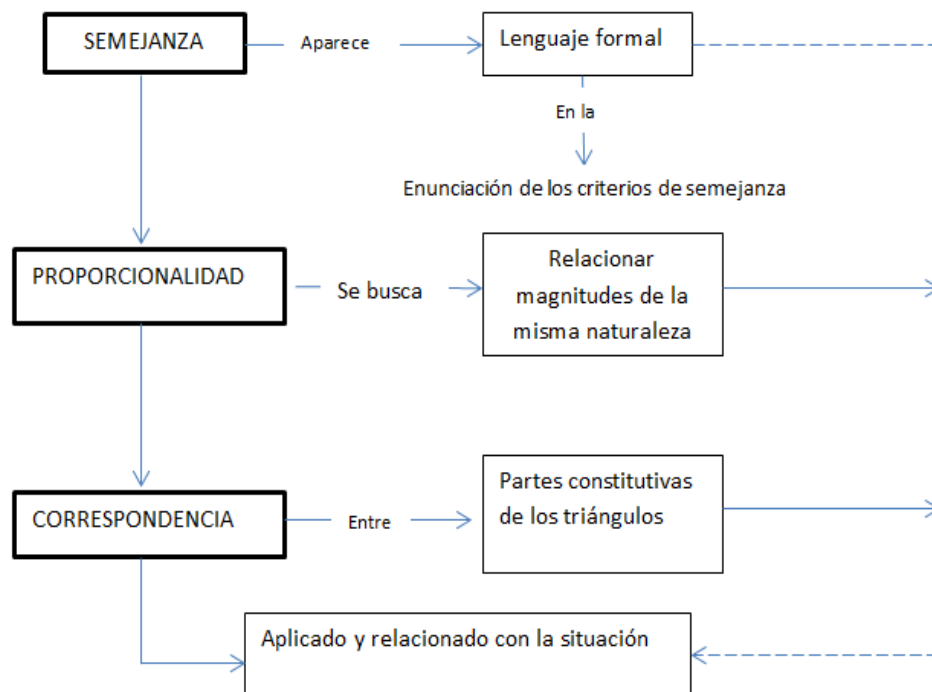 SEMEJANZA
Aparece
Lenguaje formal
En la
Enunciación de los criterios de semejanza
PROPORCIONALIDAD
Se busca
Relacionar
magnitudes de la
misma naturaleza
CORRESPONDENCIA
Entre
Partes constitutivas
de los triángulos
Aplicado y relacionado con la situación